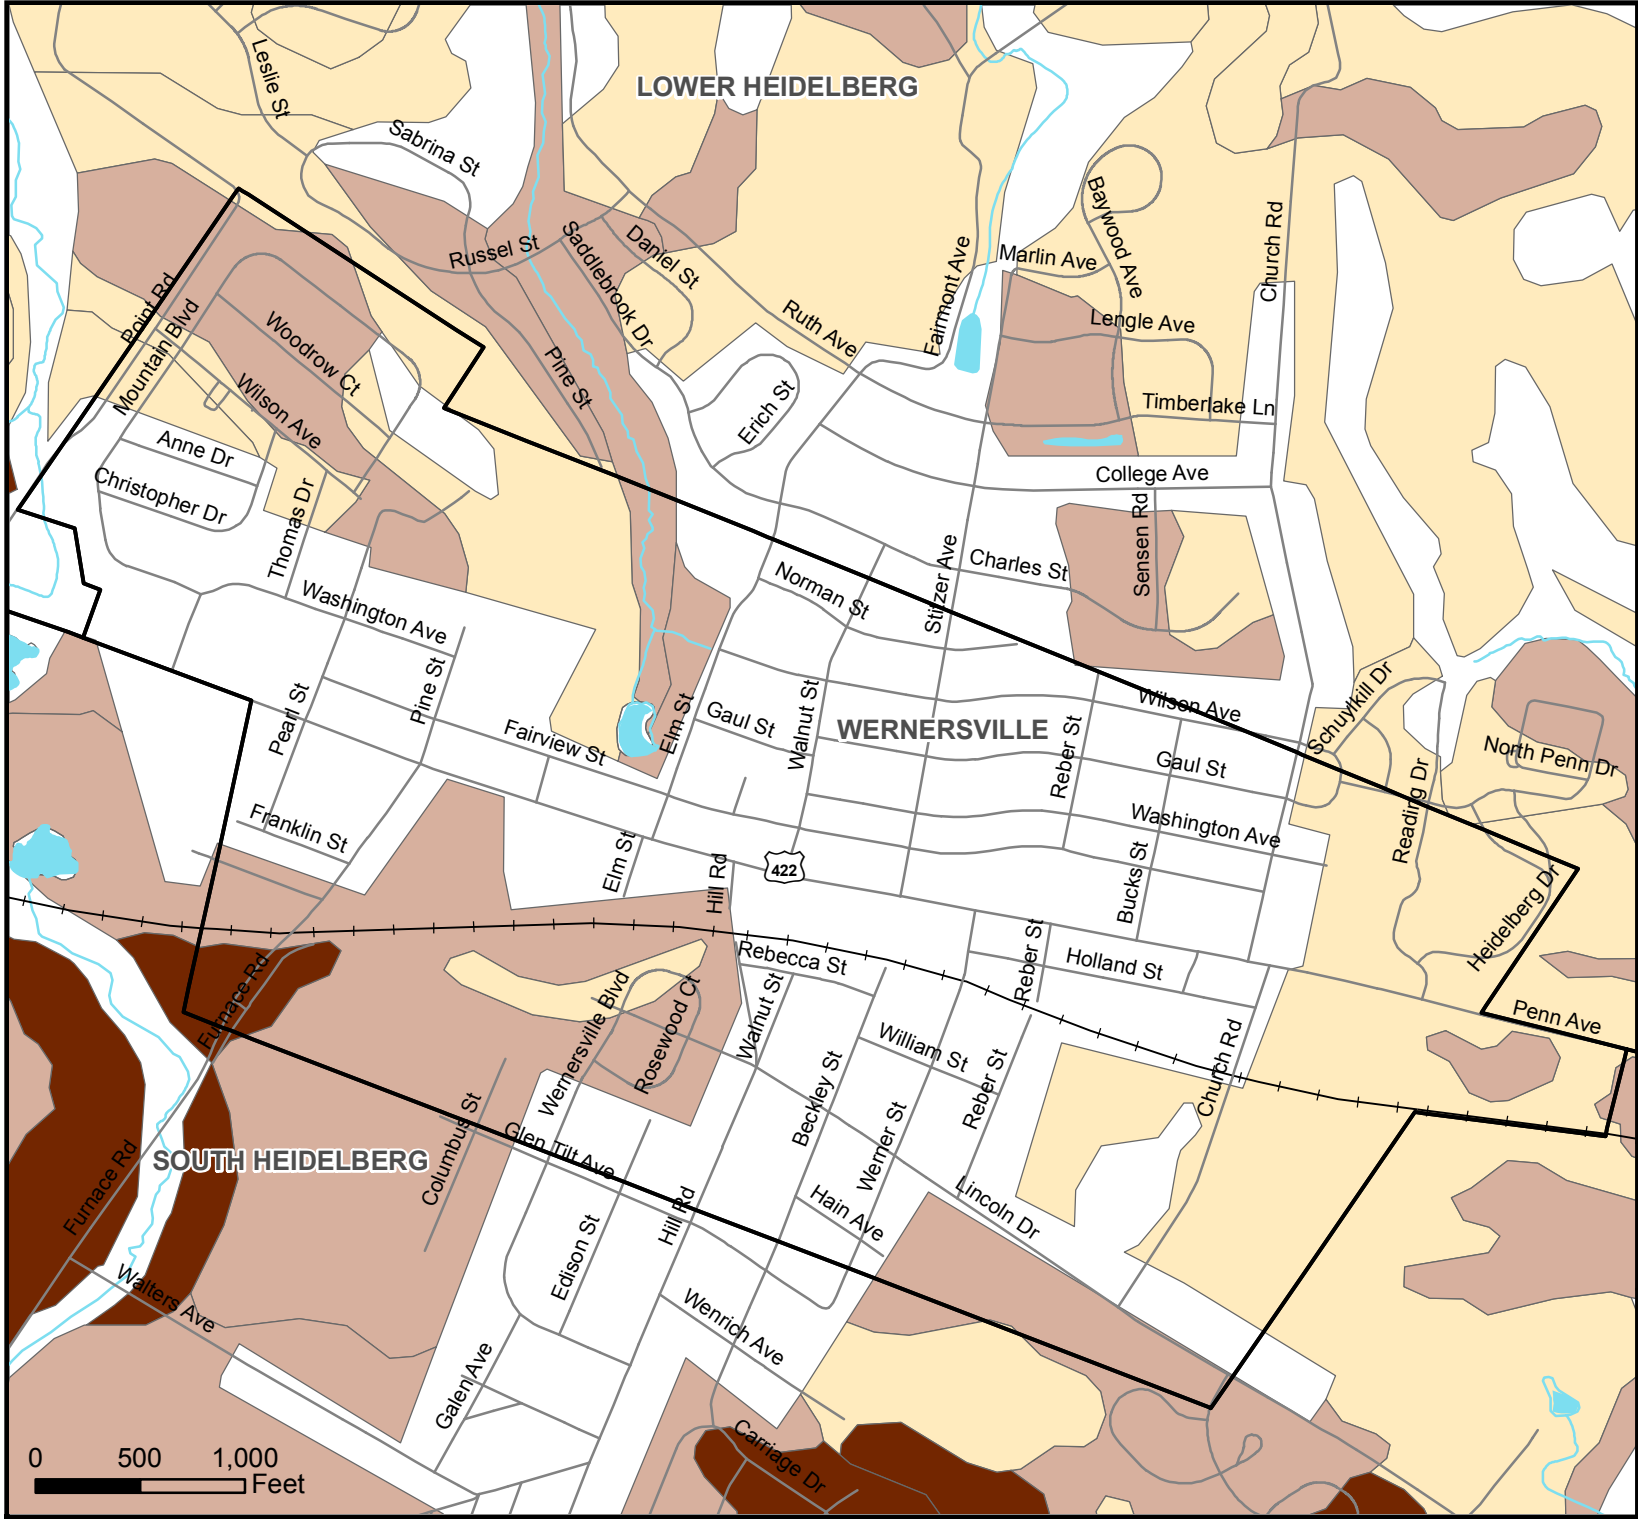 LOWER HEIDELBERG
Leslie St
Sabrina St
Russel St
Saddlebrook Dr
Daniel St
Baywood Ave
Marlin Ave
Church Rd
Fairmont Ave
Point Rd
Mountain Blvd
Woodrow Ct
Pine St
Ruth Ave
Lengle Ave
Wilson Ave
Erich St
Timberlake Ln
Anne Dr
Christopher Dr
College Ave
Thomas Dr
Sensen Rd
Stitzer Ave
Charles St
Norman St
Washington Ave
Pine St
Pearl St
Elm St
Gaul St
Walnut St
WERNERSVILLE
Wilson Ave
Schuylkill Dr
Fairview St
Reber St
Gaul St
North Penn Dr
Reading Dr
Franklin St
Washington Ave
Elm St
Hill Rd
422
Bucks St
Heidelberg Dr
Furnace Rd
Rebecca St
Reber St
Holland St
Wernersville Blvd
Rosewood Ct
Walnut St
William St
Penn Ave
Church Rd
Beckley St
Reber St
Columbus St
Glen Tilt Ave
Werner St
SOUTH HEIDELBERG
Furnace Rd
Hill Rd
Hain Ave
Lincoln Dr
Edison St
Walters Ave
Wenrich Ave
Galen Ave
Carriage Dr
0 500 1,000
Feet